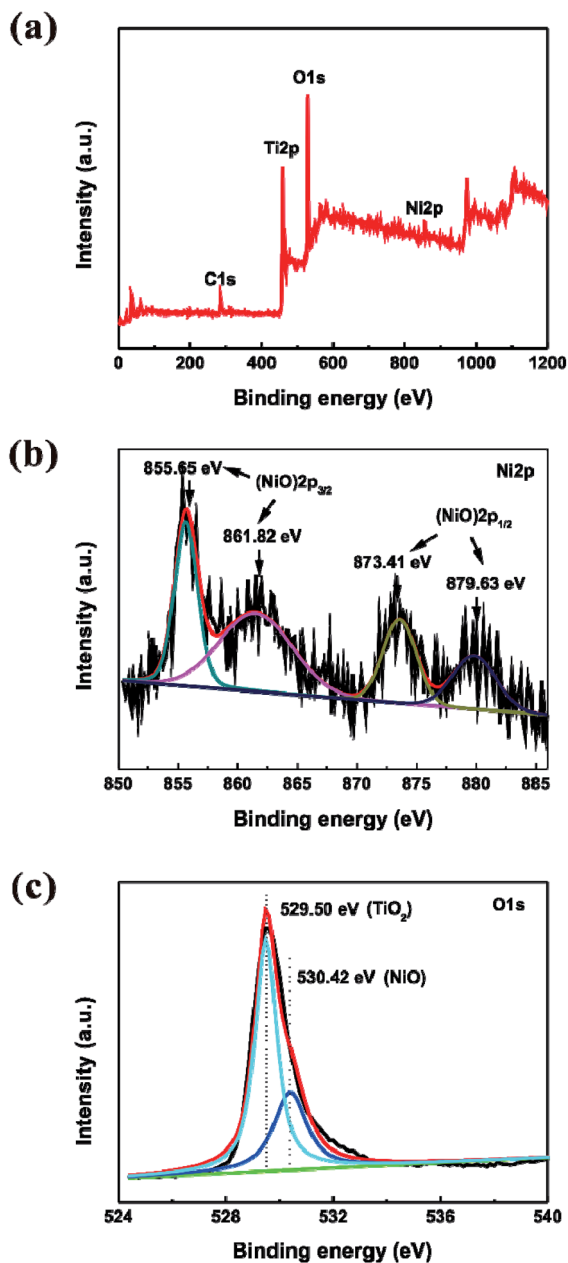 (a)
O1s
Ti2p
Ni2p
C1s
Intensity (a.u.)
0 200 400 600 800 1000 1200
Binding energy (eV)
(b)
855.65 eV
Ni2p
(NiO)2p3/2
(NiO)2p1/2
861.82 eV
873.41 eV
879.63 eV
Intensity (a.u.)
850 855 860 865 870 875 880 885
Binding energy (eV)
(c)
529.50 eV (TiO2)
O1s
530.42 eV (NiO)
Intensity (a.u.)
524 528 532 536 540
Binding energy (eV)